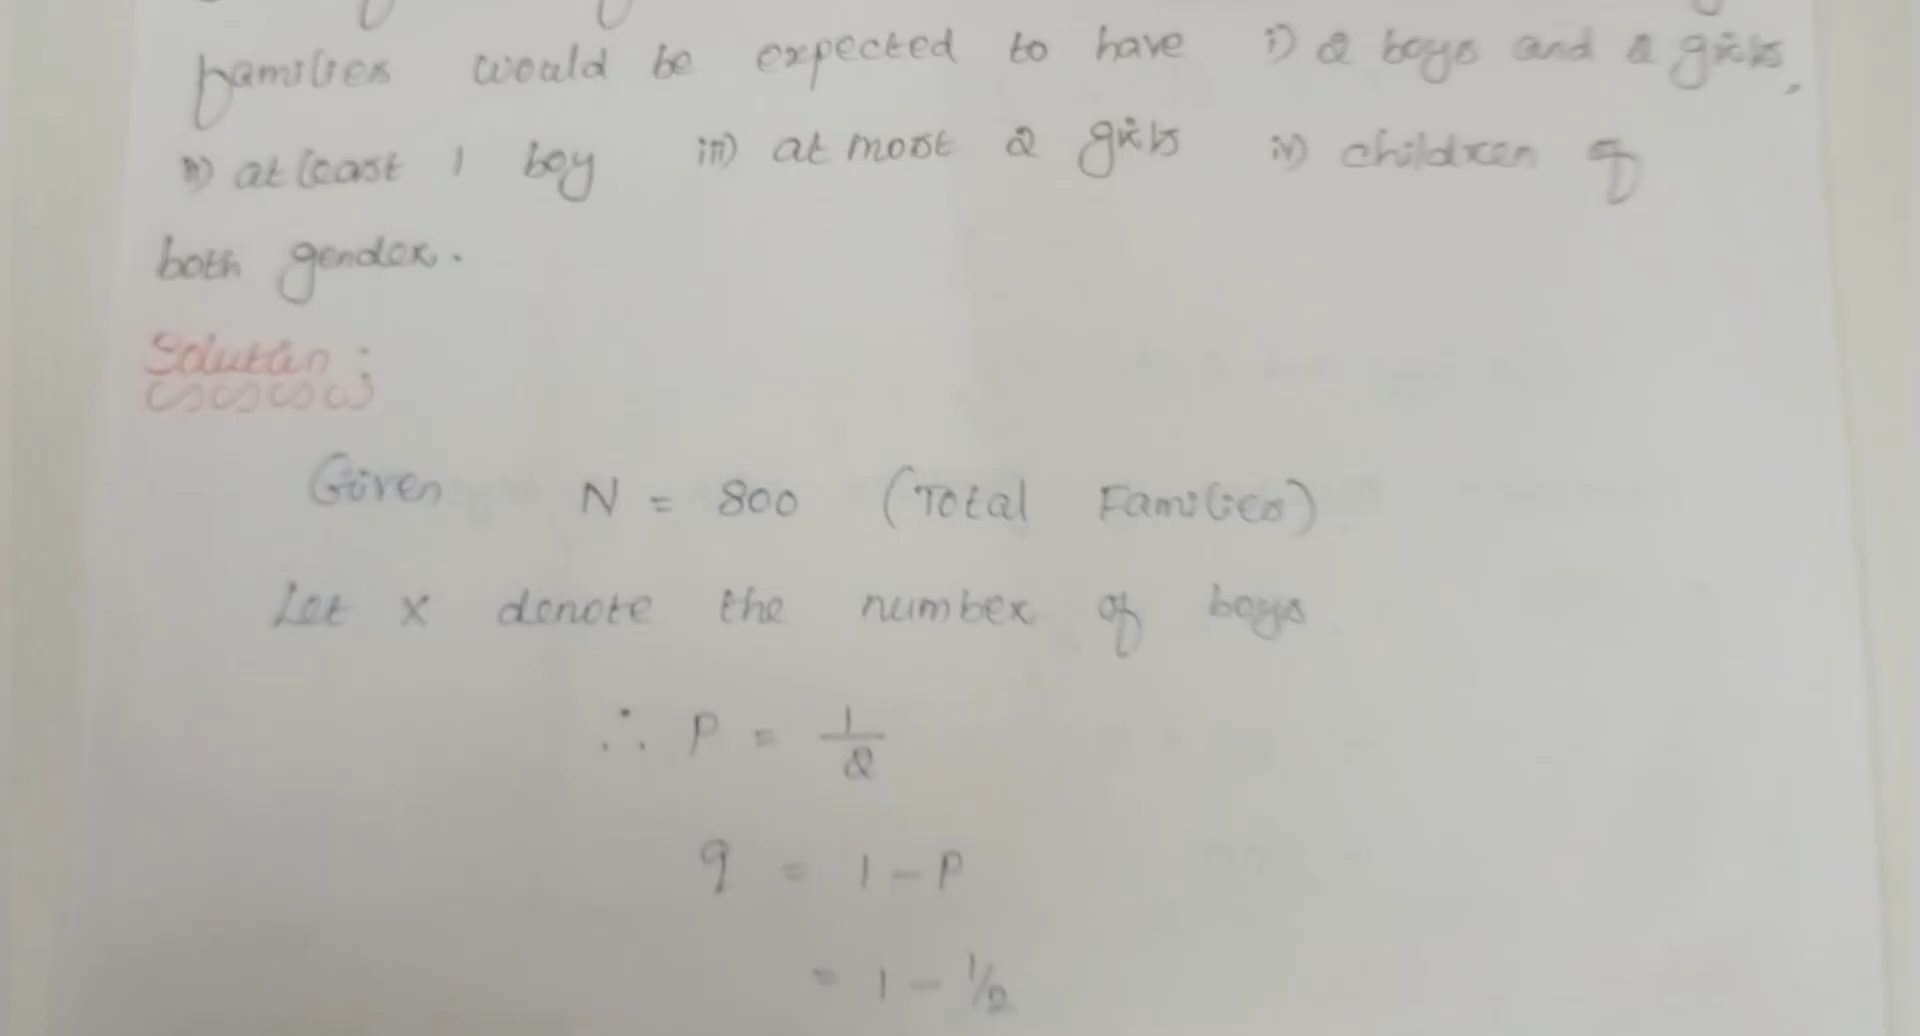 families would be expected to have i) 2 boys and 2 girls,
ii) at least 1 boy iii) at most 2 girls iv) children of
both gender.
Solution :
Given N = 800 (Total Families)
Let x denote the number of boys
∴ P = 1/2
q = 1 - P
= 1 - 1/2